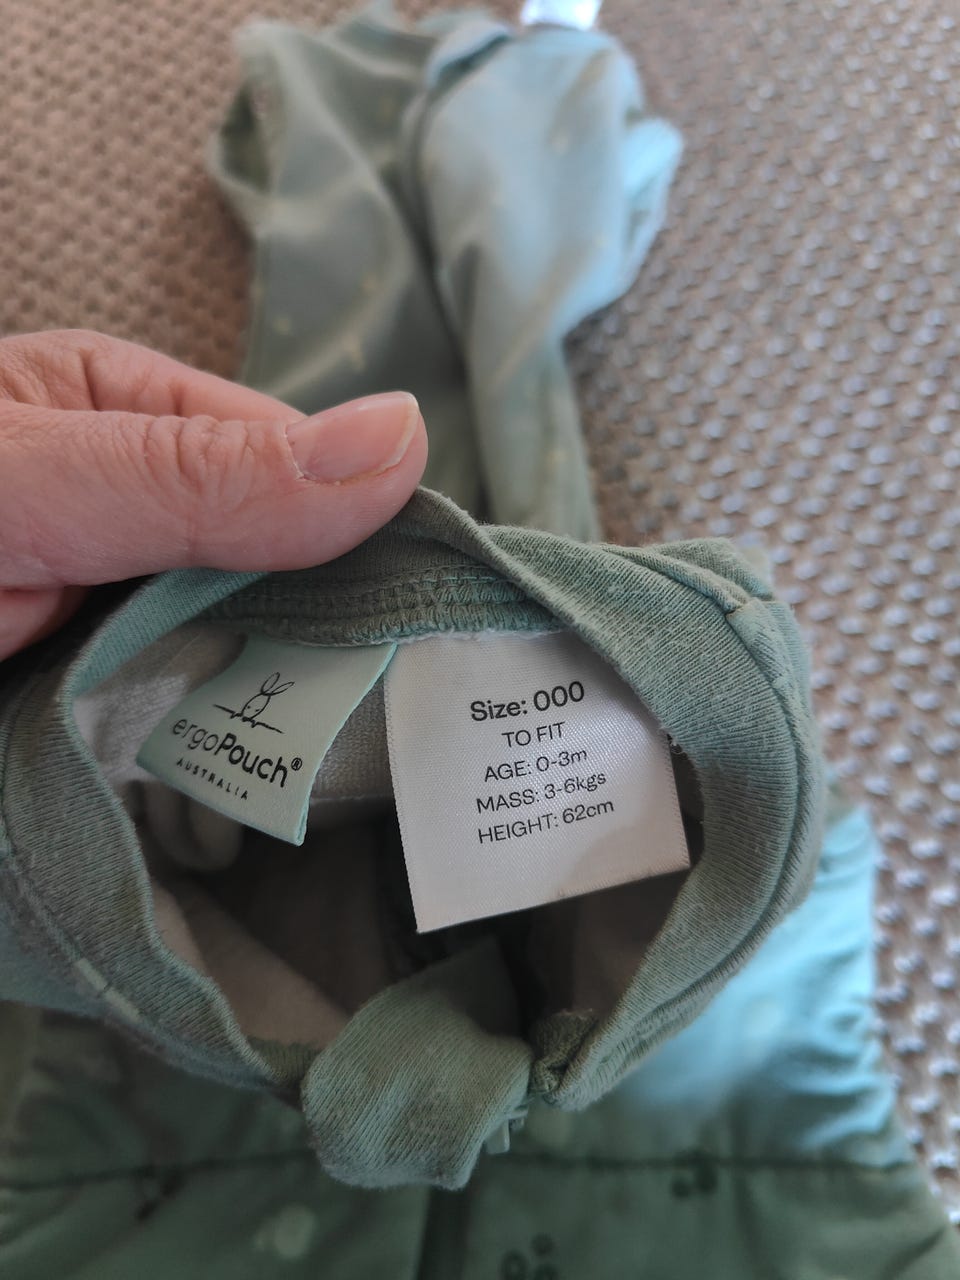 ergoPouch®
AUSTRALIA
Size: 000
TO FIT
AGE: 0-3m
MASS: 3-6kgs
HEIGHT: 62cm